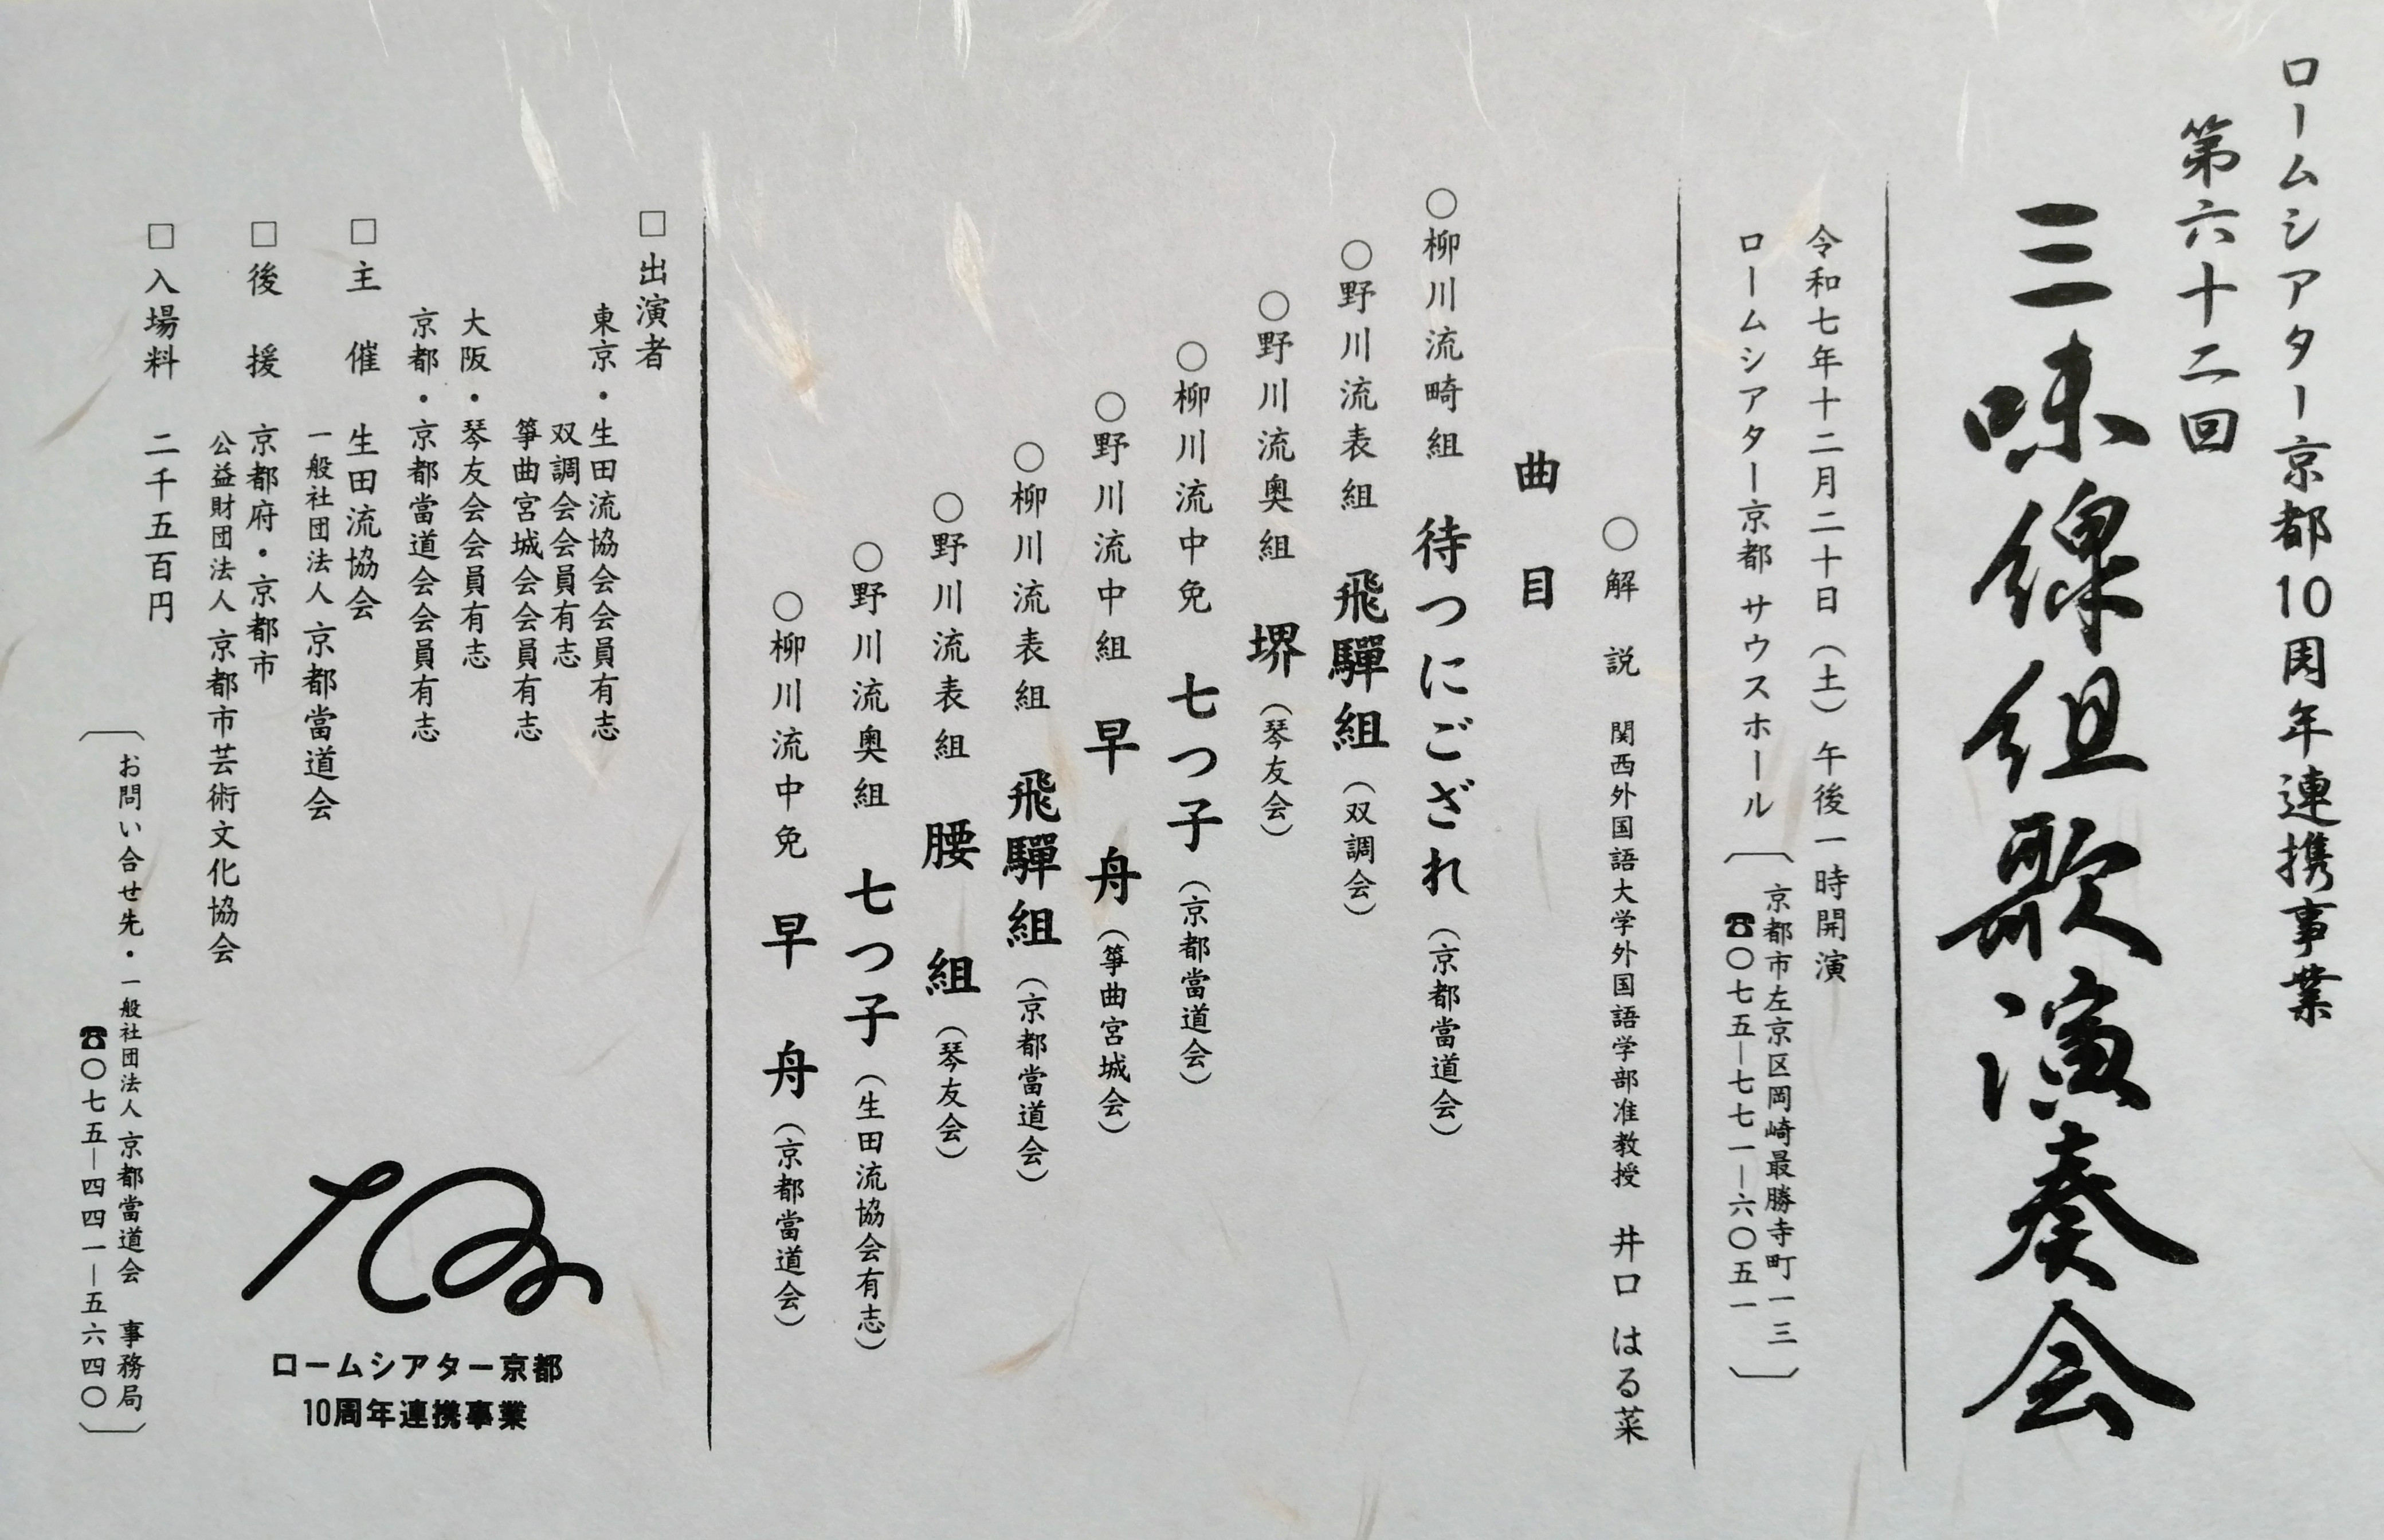 ロームシアター京都10周年連携事業
第六十二回
三味線組歌演奏会
令和七年十二月二十日（土）午後一時開演
ロームシアター京都 サウスホール
京都市左京区岡崎最勝寺町一三
☎〇七五―七七一―六〇五一
○解 説 関西外国語大学外国語学部准教授 井口 はる菜
曲 目
○柳川流畸組 待つにござれ（京都當道会）
○野川流表組 飛驒組（双調会）
○野川流奥組 堺（琴友会）
○柳川流中免 七つ子（京都當道会）
○野川流中組 早 舟（箏曲宮城会）
○柳川流表組 飛驒組（京都當道会）
○野川流表組 腰 組（琴友会）
○野川流奥組 七つ子（生田流協会有志）
○柳川流中免 早 舟（京都當道会）
□出演者
東京・生田流協会会員有志
双調会会員有志
箏曲宮城会会員有志
大阪・琴友会会員有志
京都・京都當道会会員有志
□主 催 生田流協会
一般社団法人 京都當道会
□後 援 京都府・京都市
公益財団法人 京都市芸術文化協会
□入場料 二千五百円
〔お問い合せ先・一般社団法人 京都當道会 事務局
☎〇七五―四四一―五六四〇〕
10
ロームシアター京都
10周年連携事業